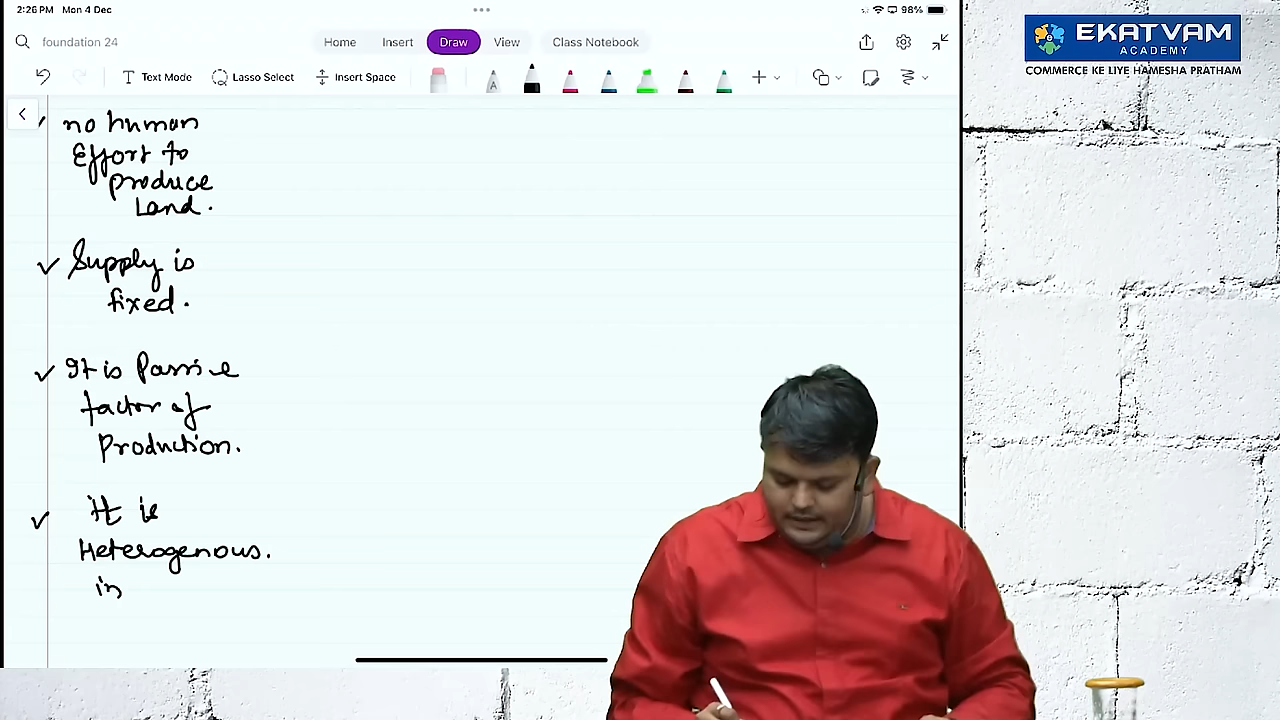 2:26 PM Mon 4 Dec
98%
foundation 24
Home Insert Draw View Class Notebook
Text Mode Lasso Select Insert Space
EKATVAM
ACADEMY
COMMERCE KE LIYE HAMESHA PRATHAM
no human
Effort to
produce
Land.
Supply is
fixed.
It is Passive
factor of
Production.
it is
Heterogenous.
in